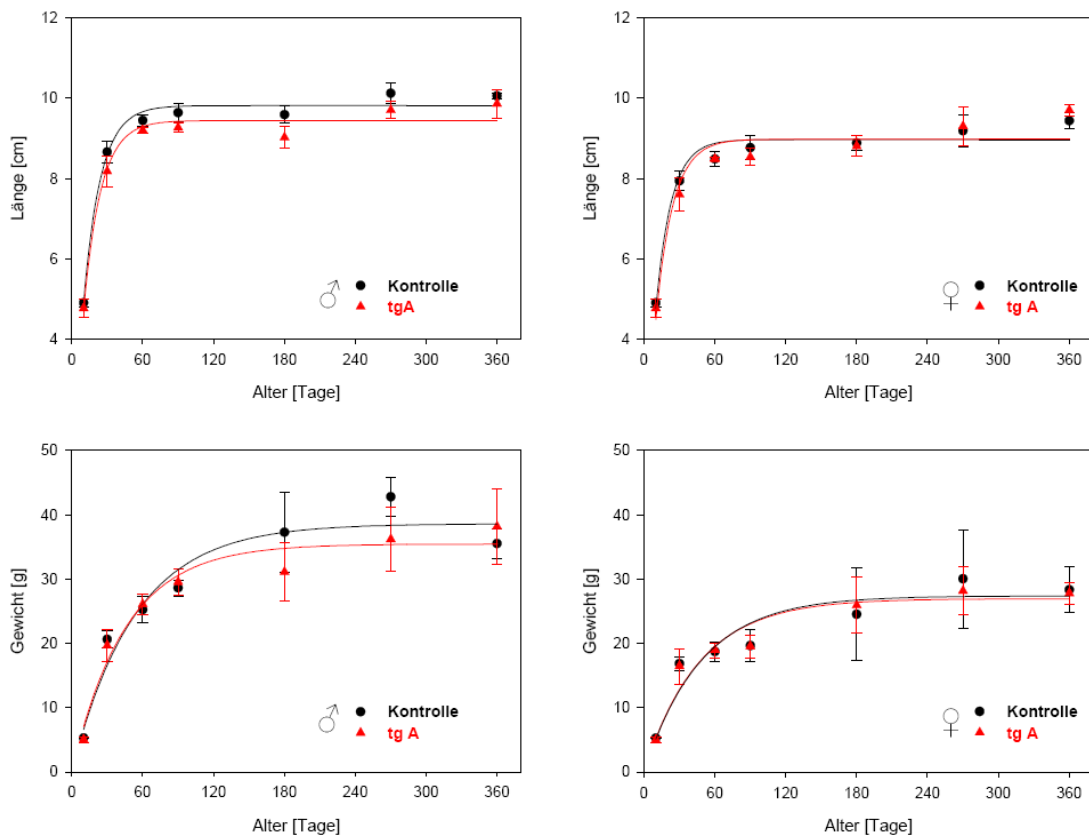 12
10
8
6
4
Länge [cm]
♂ Kontrolle
tgA
0 60 120 180 240 300 360
Alter [Tage]
12
10
8
6
4
Länge [cm]
♀ Kontrolle
tg A
0 60 120 180 240 300 360
Alter [Tage]
50
40
30
20
10
0
Gewicht [g]
♂ Kontrolle
tg A
0 60 120 180 240 300 360
Alter [Tage]
50
40
30
20
10
0
Gewicht [g]
♀ Kontrolle
tg A
0 60 120 180 240 300 360
Alter [Tage]